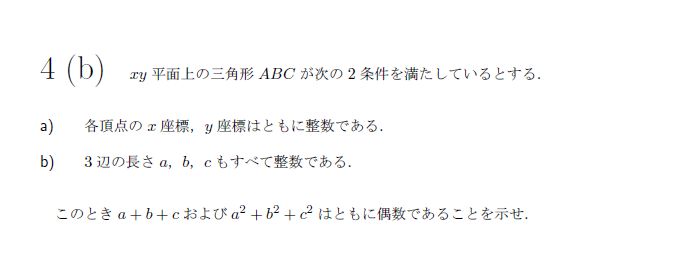 4 (b) xy 平面上の三角形 ABC が次の 2 条件を満たしているとする．
a) 各頂点の x 座標，y 座標はともに整数である．
b) 3 辺の長さ a，b，c もすべて整数である．
このとき a + b + c および a² + b² + c² はともに偶数であることを示せ．